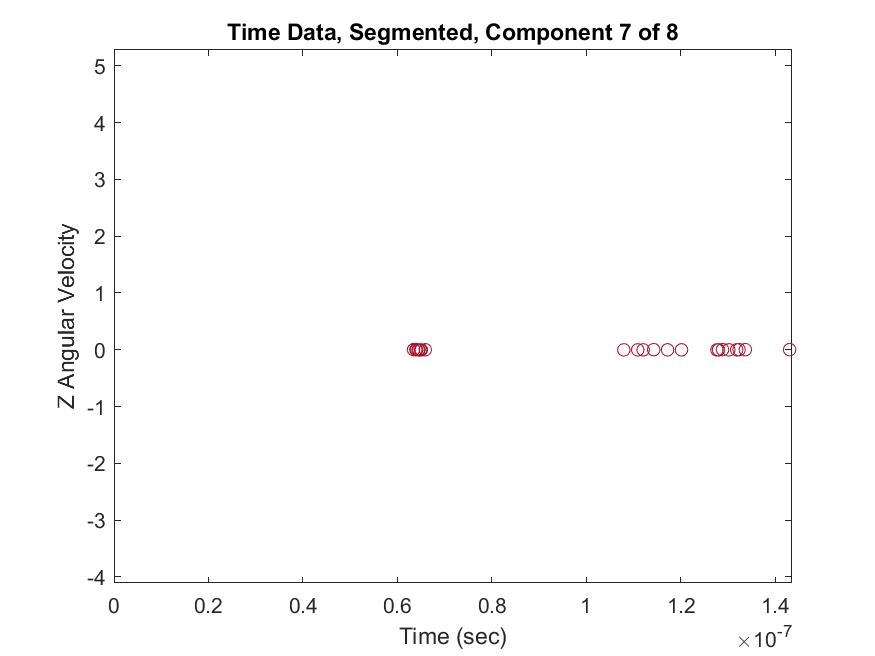 Time Data, Segmented, Component 7 of 8
5
4
3
2
1
0
-1
-2
-3
-4
Z Angular Velocity
0 0.2 0.4 0.6 0.8 1 1.2 1.4
×10-7
Time (sec)